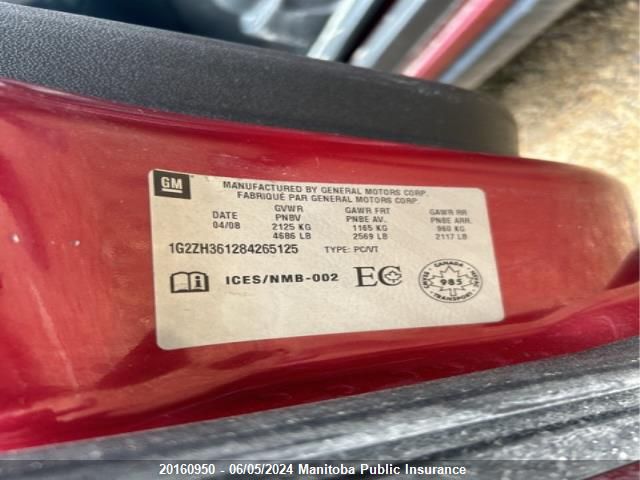 GM
MANUFACTURED BY GENERAL MOTORS CORP.
FABRIQUÉ PAR GENERAL MOTORS CORP.
GVWR GAWR FRT GAWR RR
PNBV PNBE AV. PNBE ARR.
04/08 2125 KG 1165 KG 960 KG
4686 LB 2569 LB 2117 LB
1G2ZH361284265125 TYPE: PC/VT
ICES/NMB-002 EC
CANADA
985
TRANSPORT
20160950 - 06/05/2024 Manitoba Public Insurance